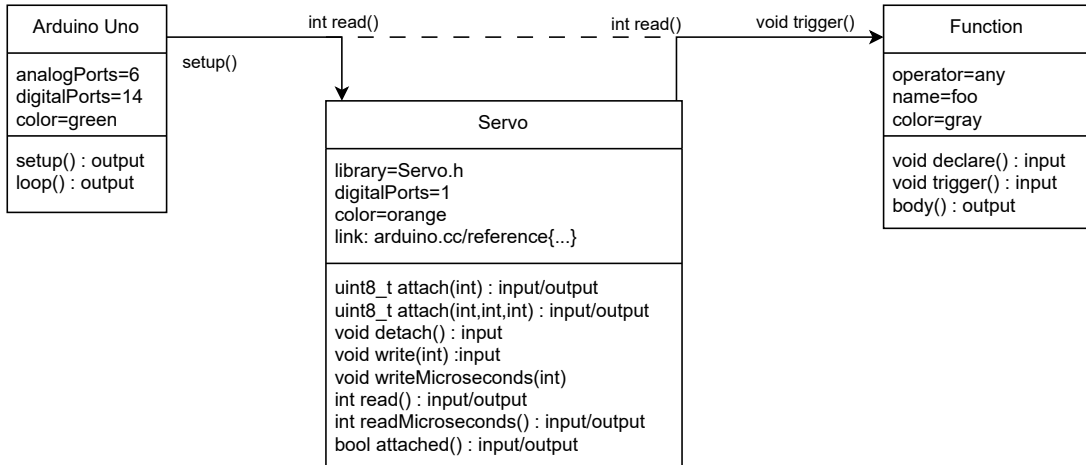 Arduino Uno
analogPorts=6
digitalPorts=14
color=green
setup() : output
loop() : output
int read()
setup()
int read()
void trigger()
Servo
library=Servo.h
digitalPorts=1
color=orange
link: arduino.cc/reference{...}
uint8_t attach(int) : input/output
uint8_t attach(int,int,int) : input/output
void detach() : input
void write(int) :input
void writeMicroseconds(int)
int read() : input/output
int readMicroseconds() : input/output
bool attached() : input/output
Function
operator=any
name=foo
color=gray
void declare() : input
void trigger() : input
body() : output